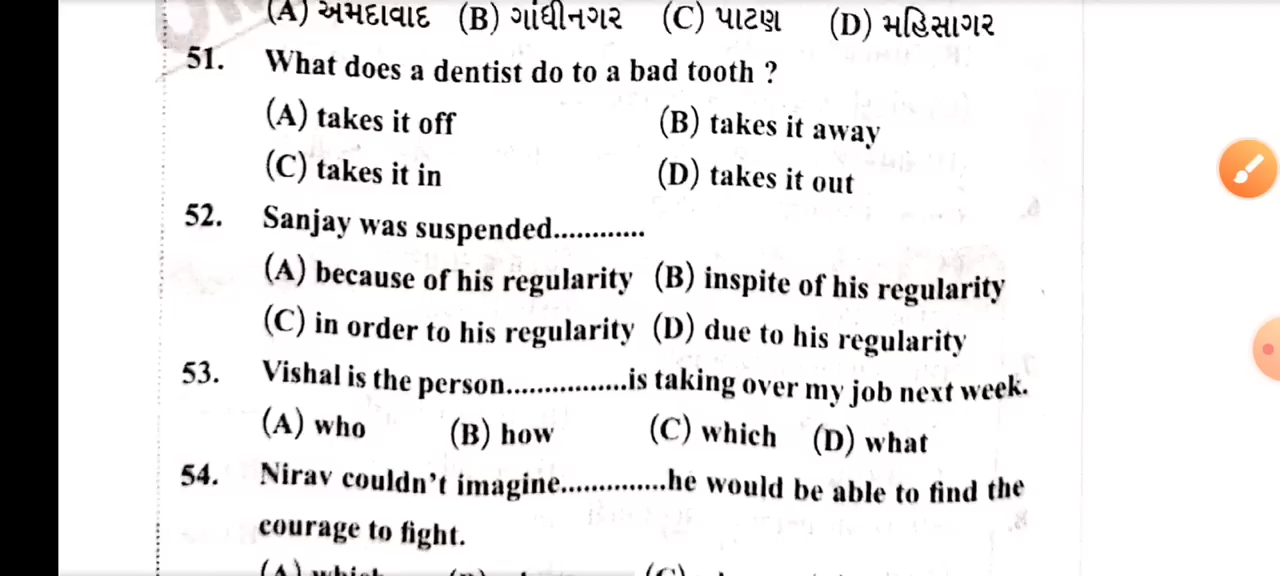 (A) અમદાવાદ (B) ગાંધીનગર (C) પાટણ (D) મહિસાગર
51. What does a dentist do to a bad tooth ?
(A) takes it off (B) takes it away
(C) takes it in (D) takes it out
52. Sanjay was suspended............
(A) because of his regularity (B) inspite of his regularity
(C) in order to his regularity (D) due to his regularity
53. Vishal is the person................is taking over my job next week.
(A) who (B) how (C) which (D) what
54. Nirav couldn't imagine..............he would be able to find the
courage to fight.
(A) which